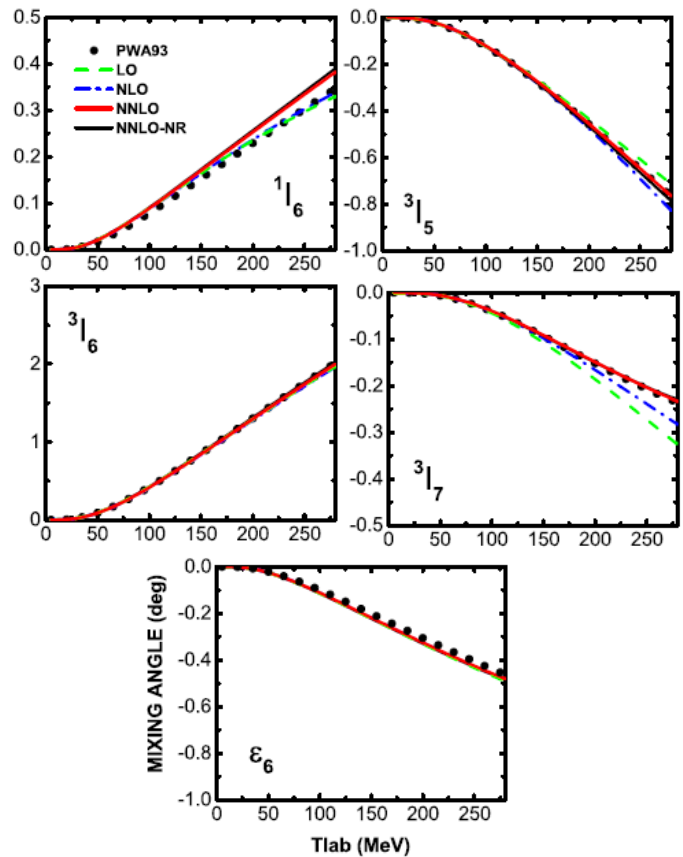 0.5
0.4
0.3
0.2
0.1
0.0
PWA93
LO
NLO
NNLO
NNLO-NR
¹I₆
0 50 100 150 200 250
0.0
-0.2
-0.4
-0.6
-0.8
-1.0
³I₅
0 50 100 150 200 250
3
2
1
0
³I₆
0 50 100 150 200 250
0.0
-0.1
-0.2
-0.3
-0.4
-0.5
³I₇
0 50 100 150 200 250
MIXING ANGLE (deg)
0.0
-0.2
-0.4
-0.6
-0.8
-1.0
ε₆
0 50 100 150 200 250
Tlab (MeV)